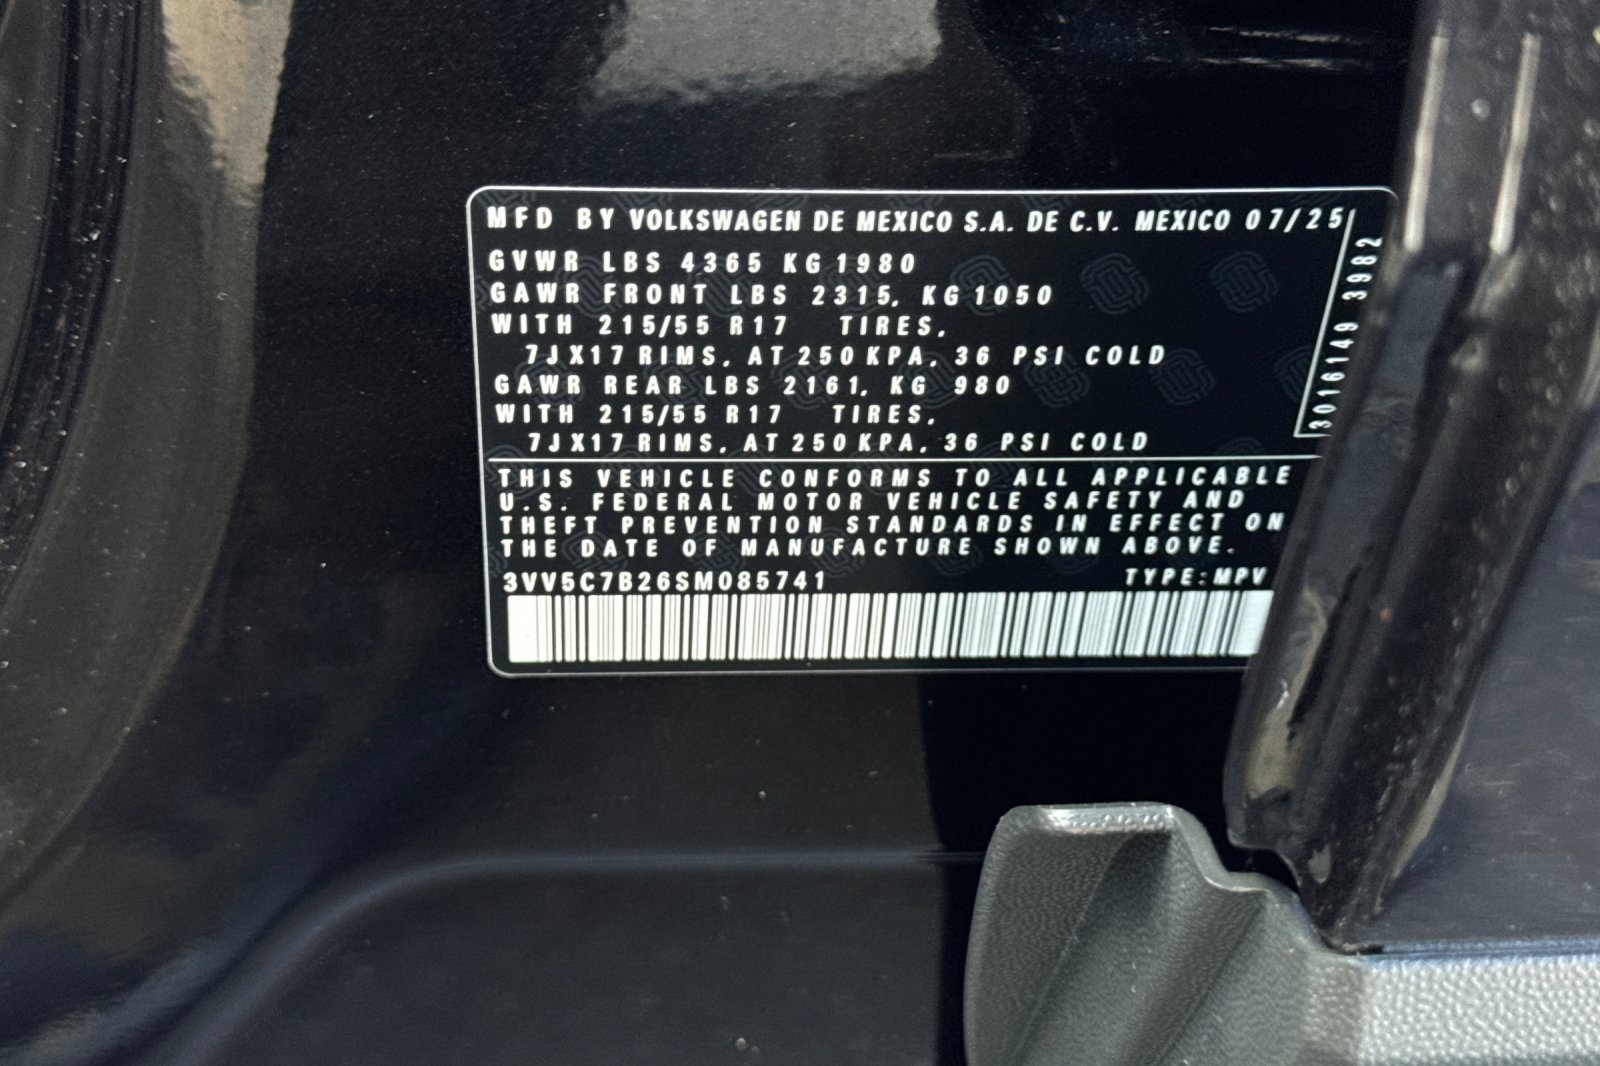 MFD BY VOLKSWAGEN DE MEXICO S.A. DE C.V. MEXICO 07/25
GVWR LBS 4365 KG 1980
GAWR FRONT LBS 2315, KG 1050
WITH 215/55 R17 TIRES,
7JX17 RIMS, AT 250 KPA, 36 PSI COLD
GAWR REAR LBS 2161, KG 980
WITH 215/55 R17 TIRES,
7JX17 RIMS, AT 250 KPA, 36 PSI COLD
3016149 3982
THIS VEHICLE CONFORMS TO ALL APPLICABLE
U.S. FEDERAL MOTOR VEHICLE SAFETY AND
THEFT PREVENTION STANDARDS IN EFFECT ON
THE DATE OF MANUFACTURE SHOWN ABOVE.
3VV5C7B26SM085741 TYPE:MPV